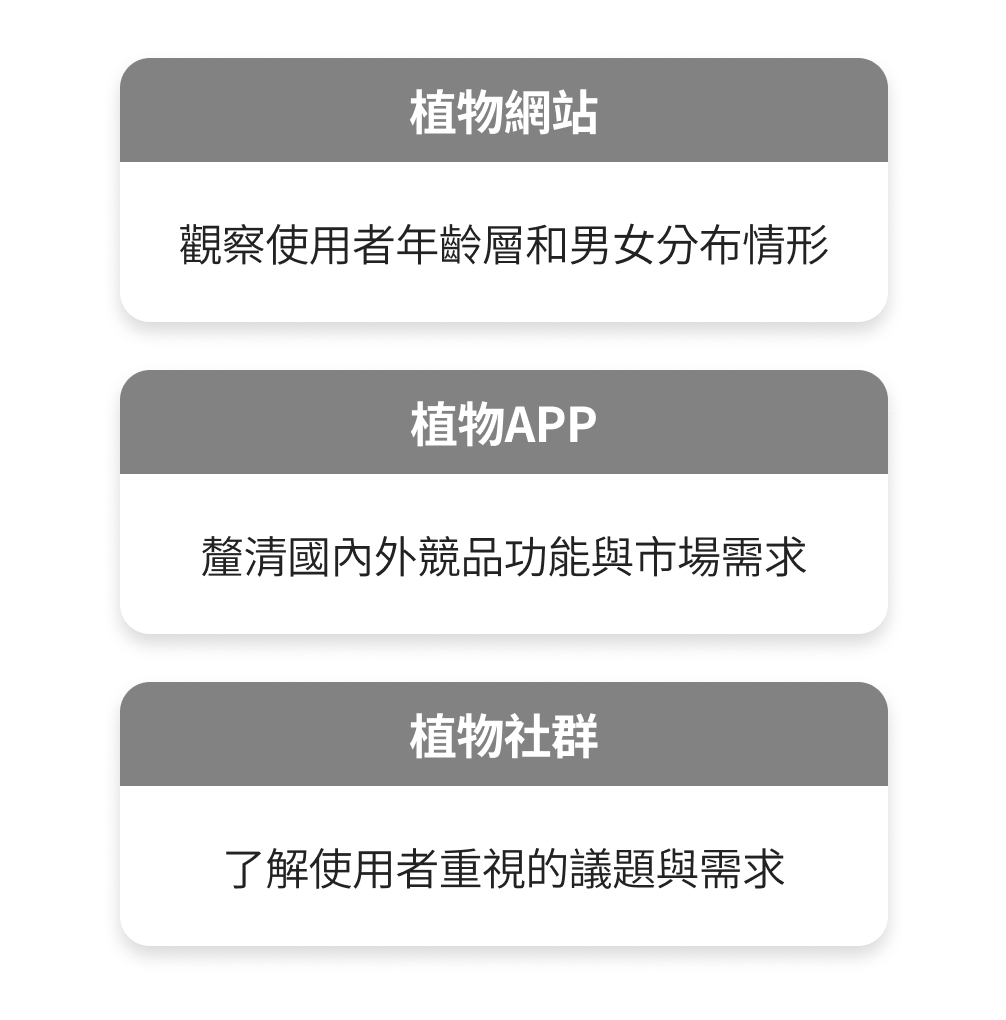 植物網站
觀察使用者年齡層和男女分布情形
植物APP
釐清國內外競品功能與市場需求
植物社群
了解使用者重視的議題與需求